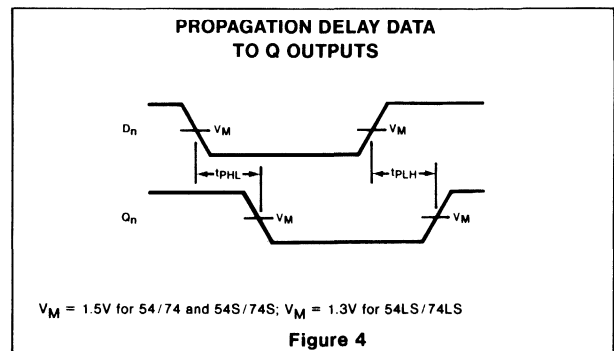 PROPAGATION DELAY DATA
TO Q OUTPUTS
Dn
VM
VM
tPHL
tPLH
Qn
VM
VM
VM = 1.5V for 54/74 and 54S/74S; VM = 1.3V for 54LS/74LS
Figure 4